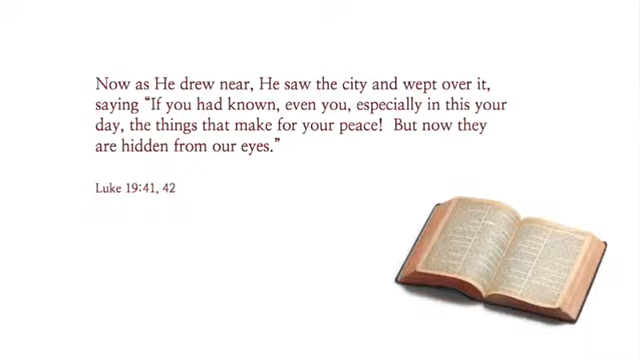 Now as He drew near, He saw the city and wept over it,
saying “If you had known, even you, especially in this your
day, the things that make for your peace!  But now they
are hidden from our eyes.”
Luke 19:41, 42